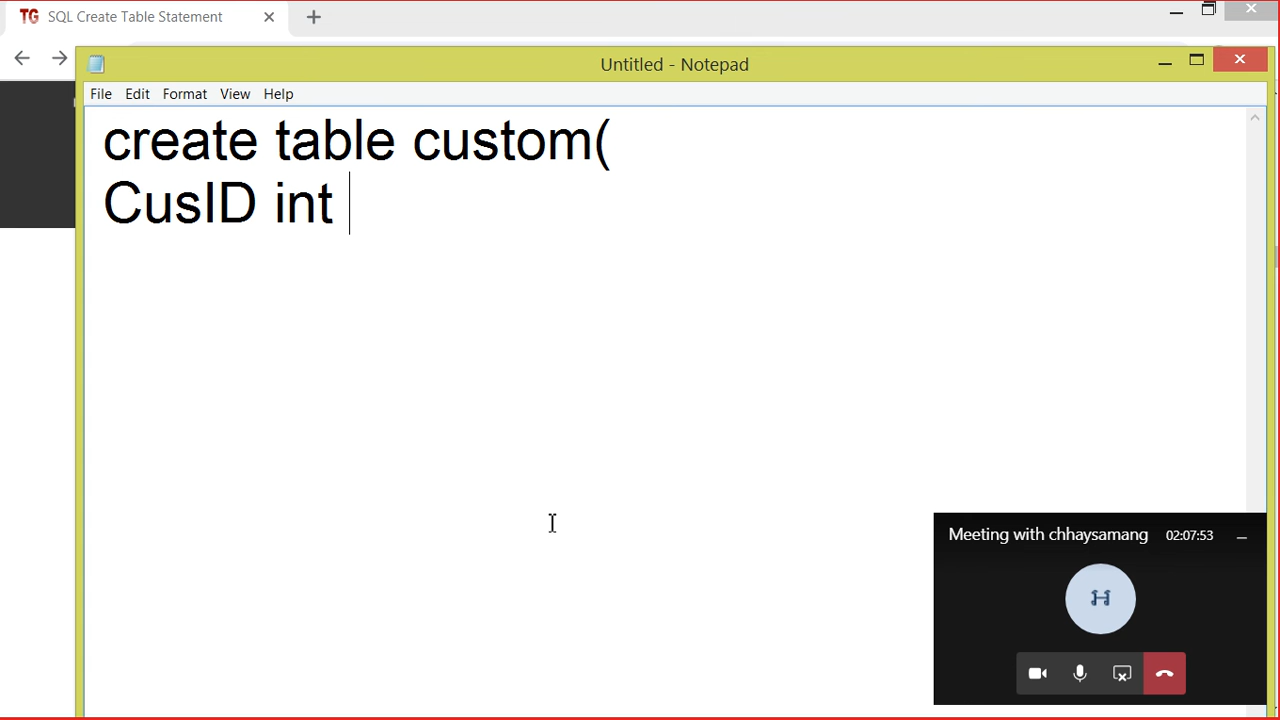 TG SQL Create Table Statement
Untitled - Notepad
File Edit Format View Help
create table custom(
CusID int
Meeting with chhaysamang 02:07:53